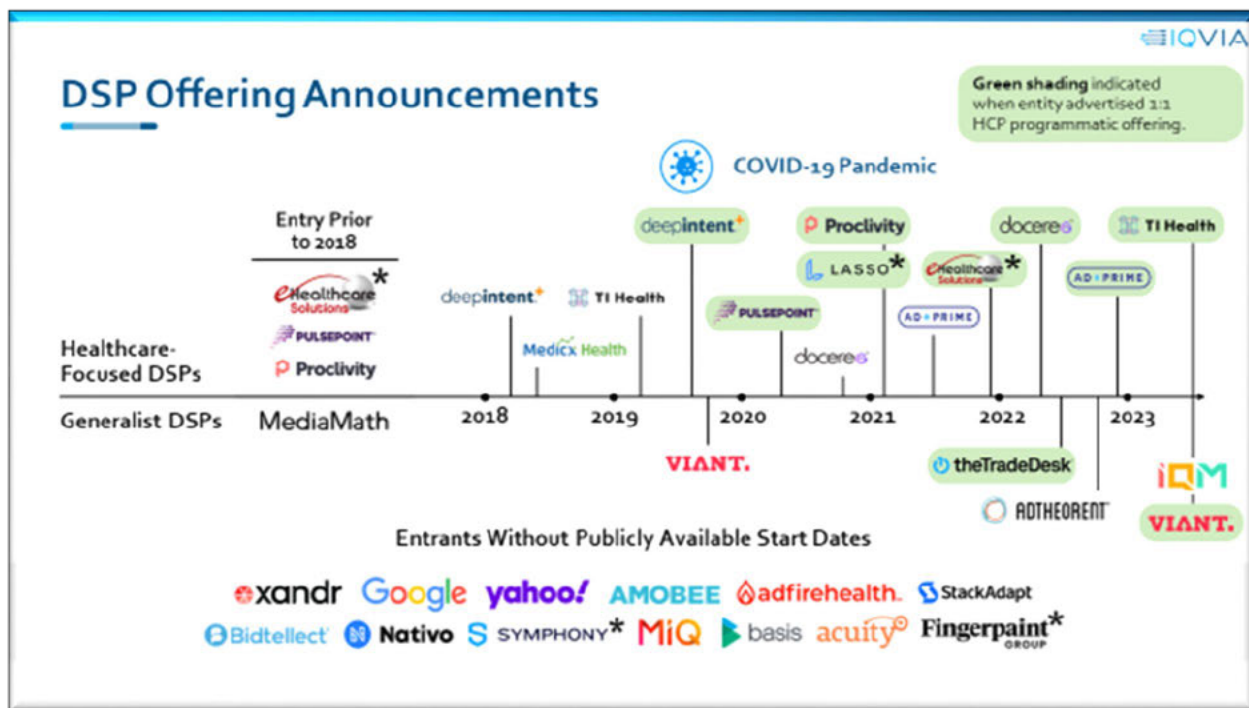 IQVIA
DSP Offering Announcements
Green shading indicated
when entity advertised 1:1
HCP programmatic offering.
COVID-19 Pandemic
Entry Prior
to 2018
eHealthcare Solutions*
PULSEPOINT
Proclivity
deepintent
Medicx Health
TI Health
deepintent
PULSEPOINT
docere
Proclivity
LASSO*
AD PRIME
eHealthcare Solutions*
docere
AD PRIME
TI Health
Healthcare-
Focused DSPs
Generalist DSPs
MediaMath
2018 2019 2020 2021 2022 2023
VIANT.
theTradeDesk
ADTHEORENT
iQM
VIANT.
Entrants Without Publicly Available Start Dates
xandr Google yahoo! AMOBEE adfirehealth StackAdapt
Bidtellect Nativo SYMPHONY* MiQ basis acuity Fingerpaint*
GROUP